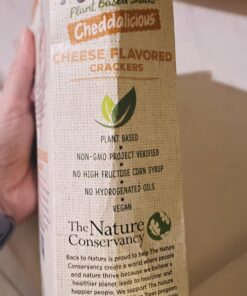 Plant Based Snacks
Cheddalicious
CHEESE FLAVORED
CRACKERS
PLANT BASED
•
NON-GMO PROJECT VERIFIED
•
NO HIGH FRUCTOSE CORN SYRUP
•
NO HYDROGENATED OILS
•
VEGAN
The Nature
Conservancy
Back to Nature is proud to help The Nature
Conservancy create a world where people
and nature thrive because we believe a
healthier planet leads to healthier and
happier people. We support The Nature
program